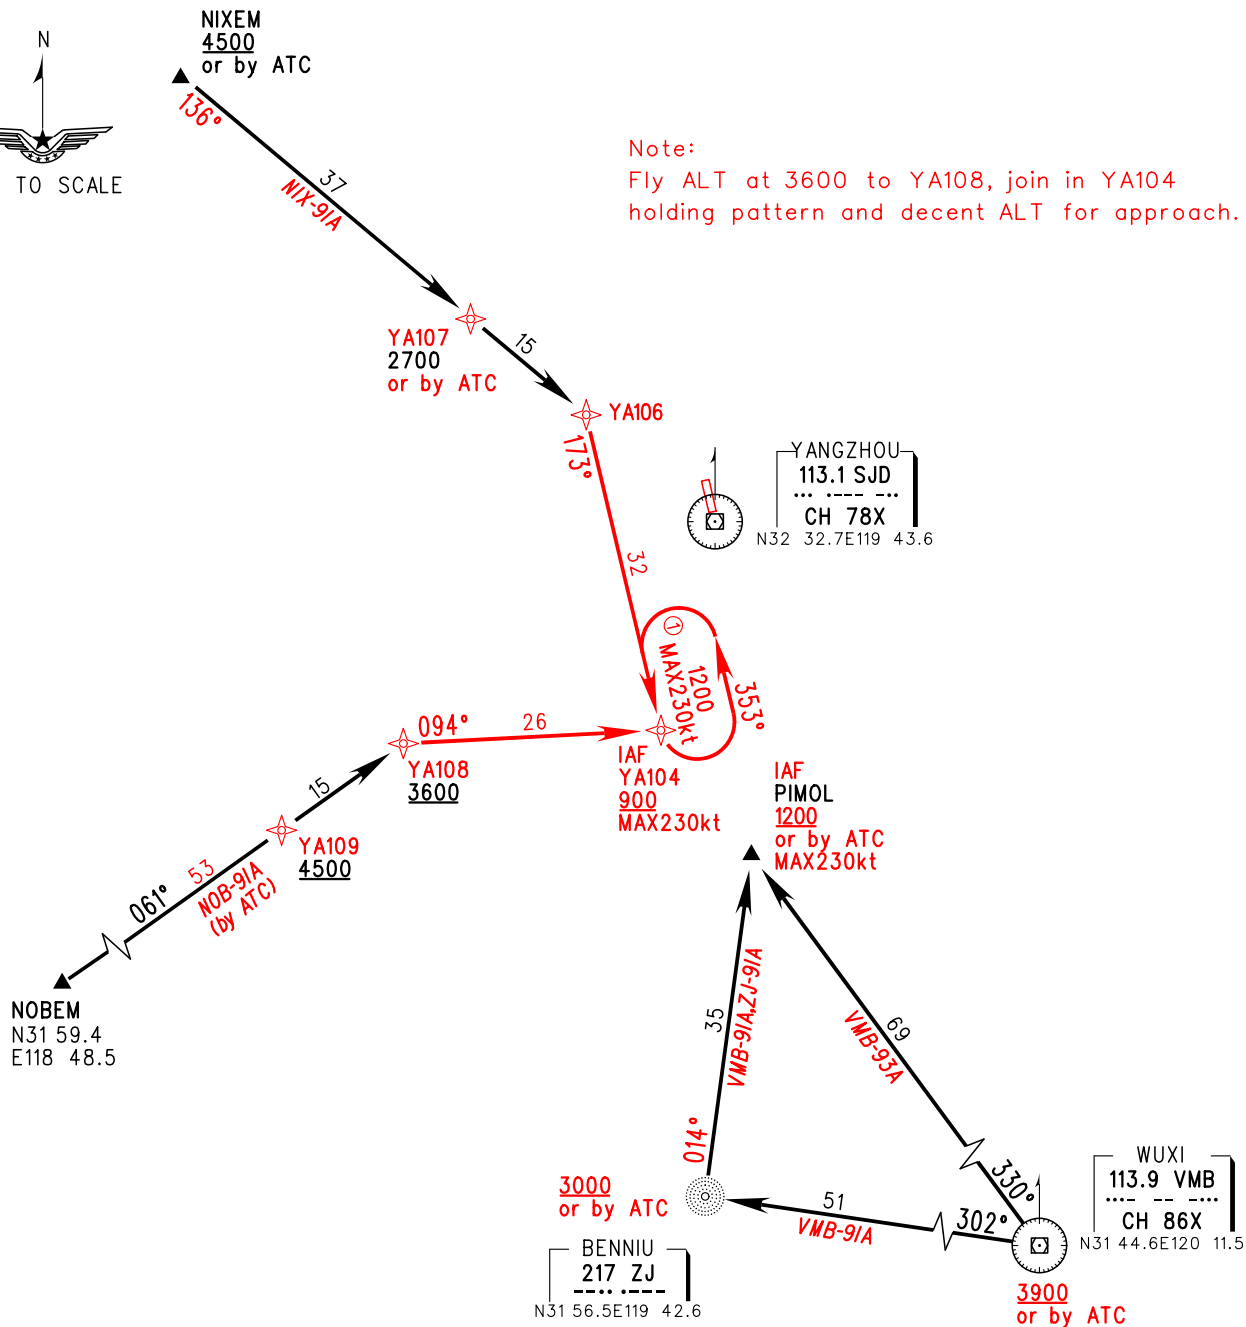 N
TO SCALE
NIXEM
4500
or by ATC
136°
37
NIX-91A
Note:
Fly ALT at 3600 to YA108, join in YA104
holding pattern and decent ALT for approach.
YA107
2700
or by ATC
15
YA106
173°
32
YANGZHOU
113.1 SJD
... .--- -..
CH 78X
N32 32.7E119 43.6
1
1200
MAX230kt
353°
094°
26
YA108
3600
IAF
YA104
900
MAX230kt
15
YA109
4500
53
NOB-91A
(by ATC)
061°
NOBEM
N31 59.4
E118 48.5
IAF
PIMOL
1200
or by ATC
MAX230kt
35
VMB-91A,ZJ-91A
014°
69
VMB-93A
330°
3000
or by ATC
BENNIU
217 ZJ
--.. .---
N31 56.5E119 42.6
51
VMB-91A
302°
WUXI
113.9 VMB
...- -- -...
CH 86X
N31 44.6E120 11.5
3900
or by ATC